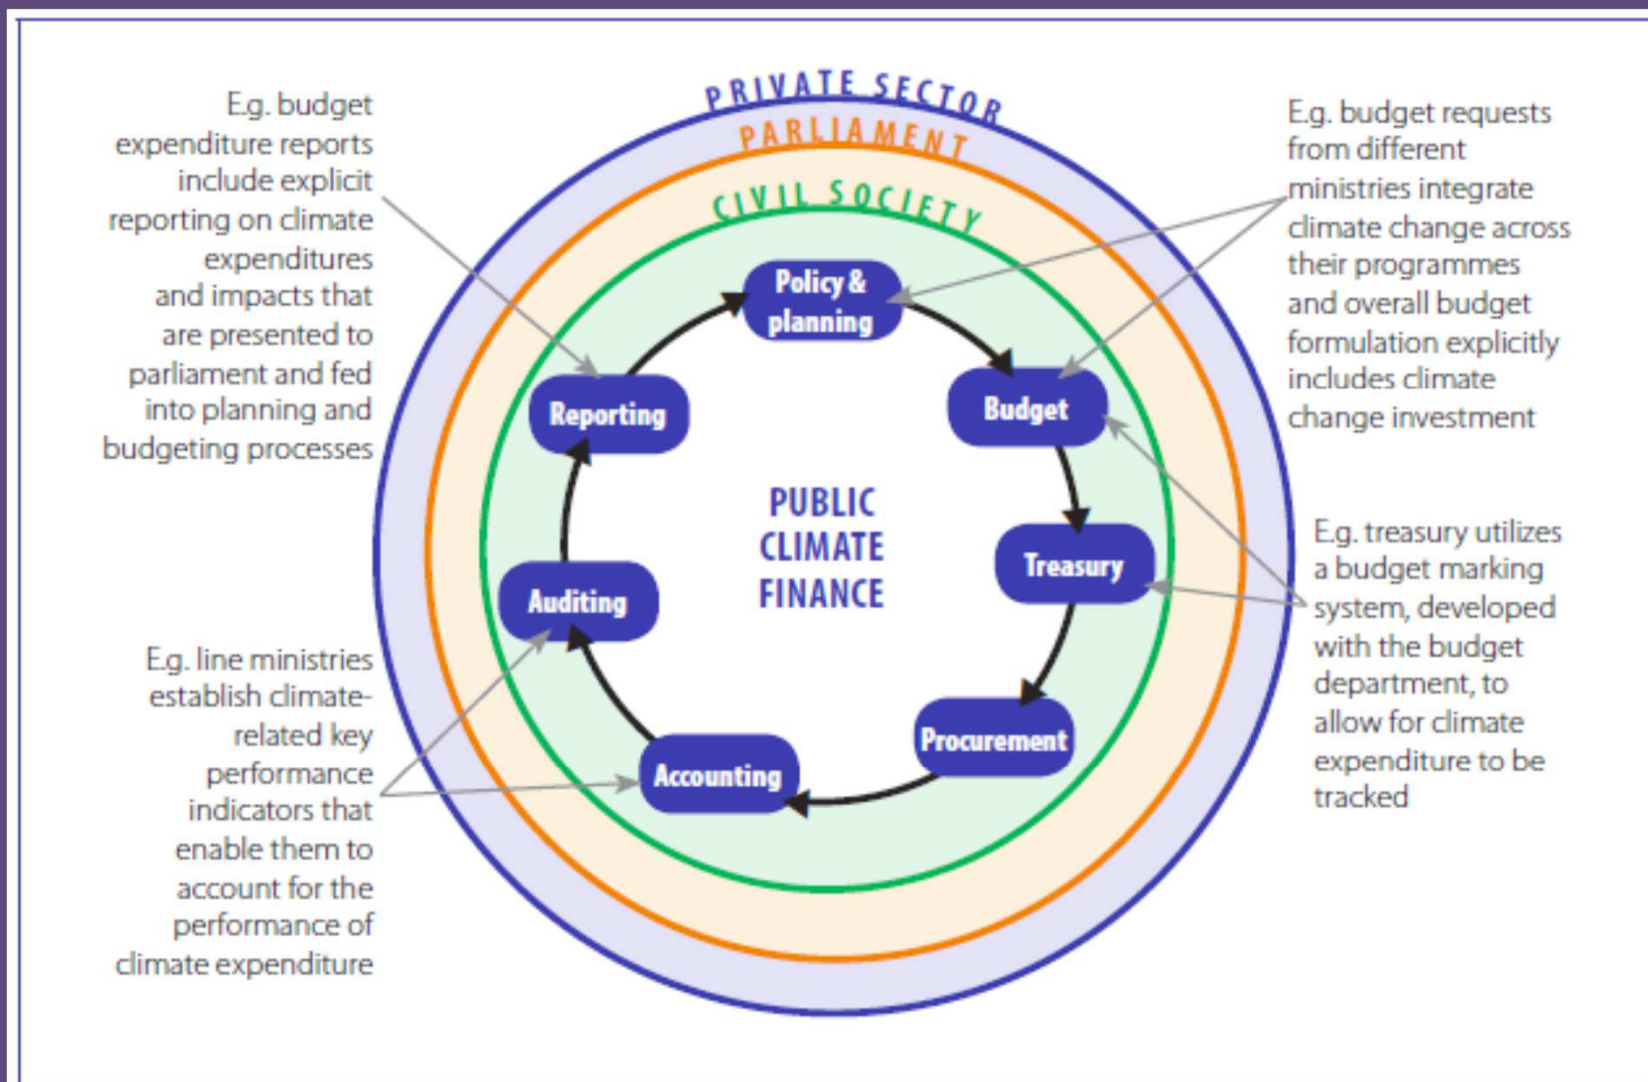 PRIVATE SECTOR
PARLIAMENT
CIVIL SOCIETY
E.g. budget
expenditure reports
include explicit
reporting on climate
expenditures
and impacts that
are presented to
parliament and fed
into planning and
budgeting processes
E.g. budget requests
from different
ministries integrate
climate change across
their programmes
and overall budget
formulation explicitly
includes climate
change investment
Policy &
planning
Budget
Treasury
Procurement
Accounting
Auditing
Reporting
PUBLIC
CLIMATE
FINANCE
E.g. treasury utilizes
a budget marking
system, developed
with the budget
department, to
allow for climate
expenditure to be
tracked
E.g. line ministries
establish climate-
related key
performance
indicators that
enable them to
account for the
performance of
climate expenditure